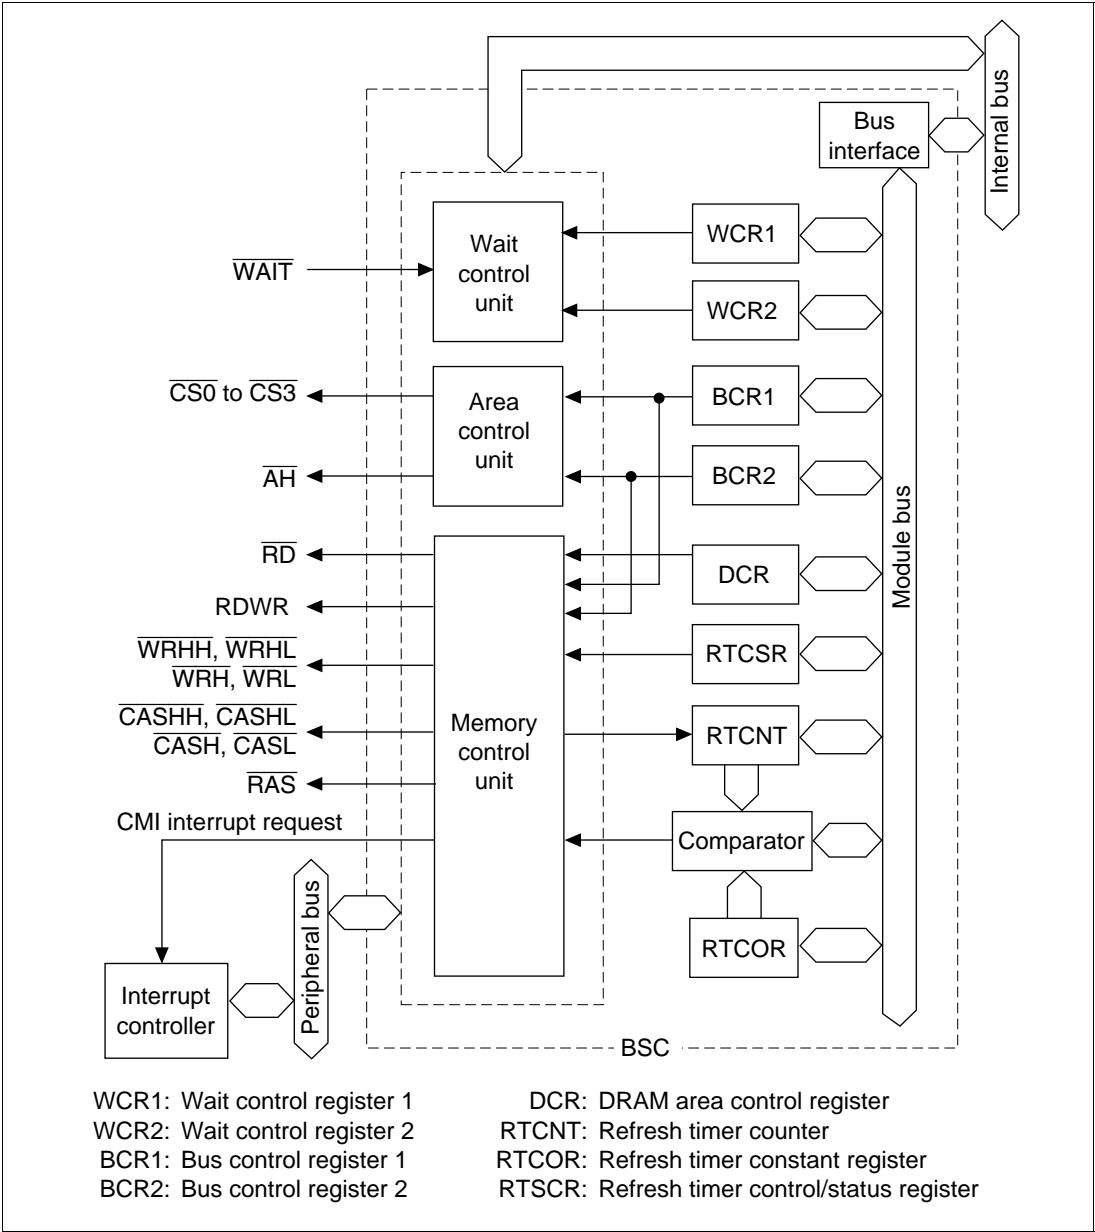 Bus
interface
Internal bus
Wait
control
unit
WCR1
WAIT
WCR2
CS0 to CS3
Area
control
unit
BCR1
AH
BCR2
Module bus
RD
DCR
RDWR
WRHH, WRHL
WRH, WRL
RTCSR
CASHH, CASHL
CASH, CASL
Memory
control
unit
RTCNT
RAS
CMI interrupt request
Comparator
Peripheral bus
RTCOR
Interrupt
controller
BSC
WCR1: Wait control register 1
WCR2: Wait control register 2
BCR1: Bus control register 1
BCR2: Bus control register 2
DCR: DRAM area control register
RTCNT: Refresh timer counter
RTCOR: Refresh timer constant register
RTSCR: Refresh timer control/status register